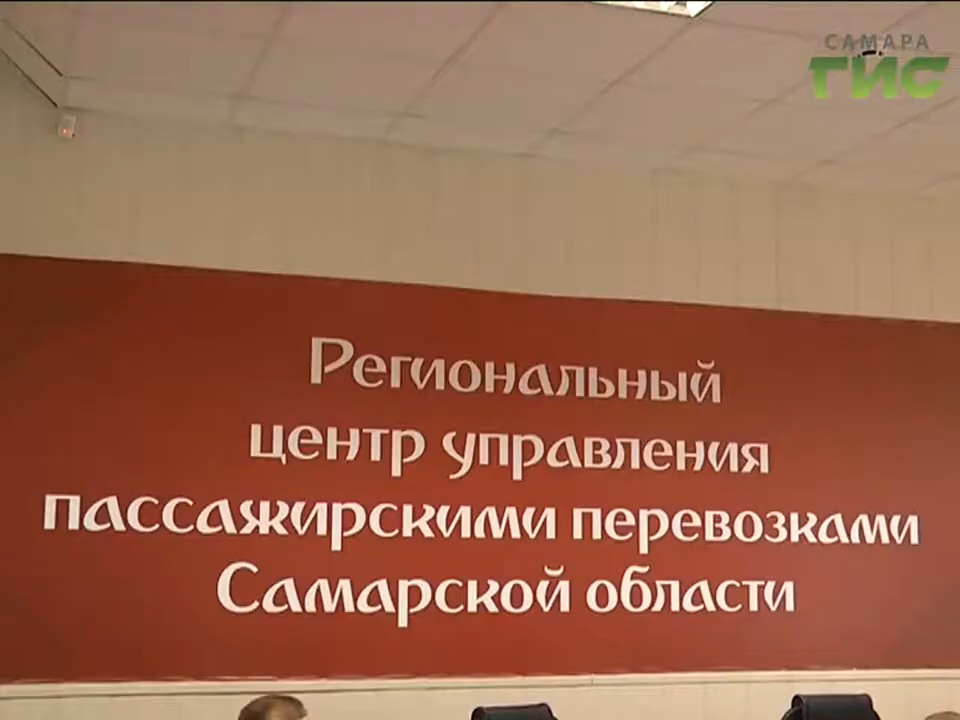 САМАРА
ГИС
Региональный
центр управления
пассажирскими перевозками
Самарской области